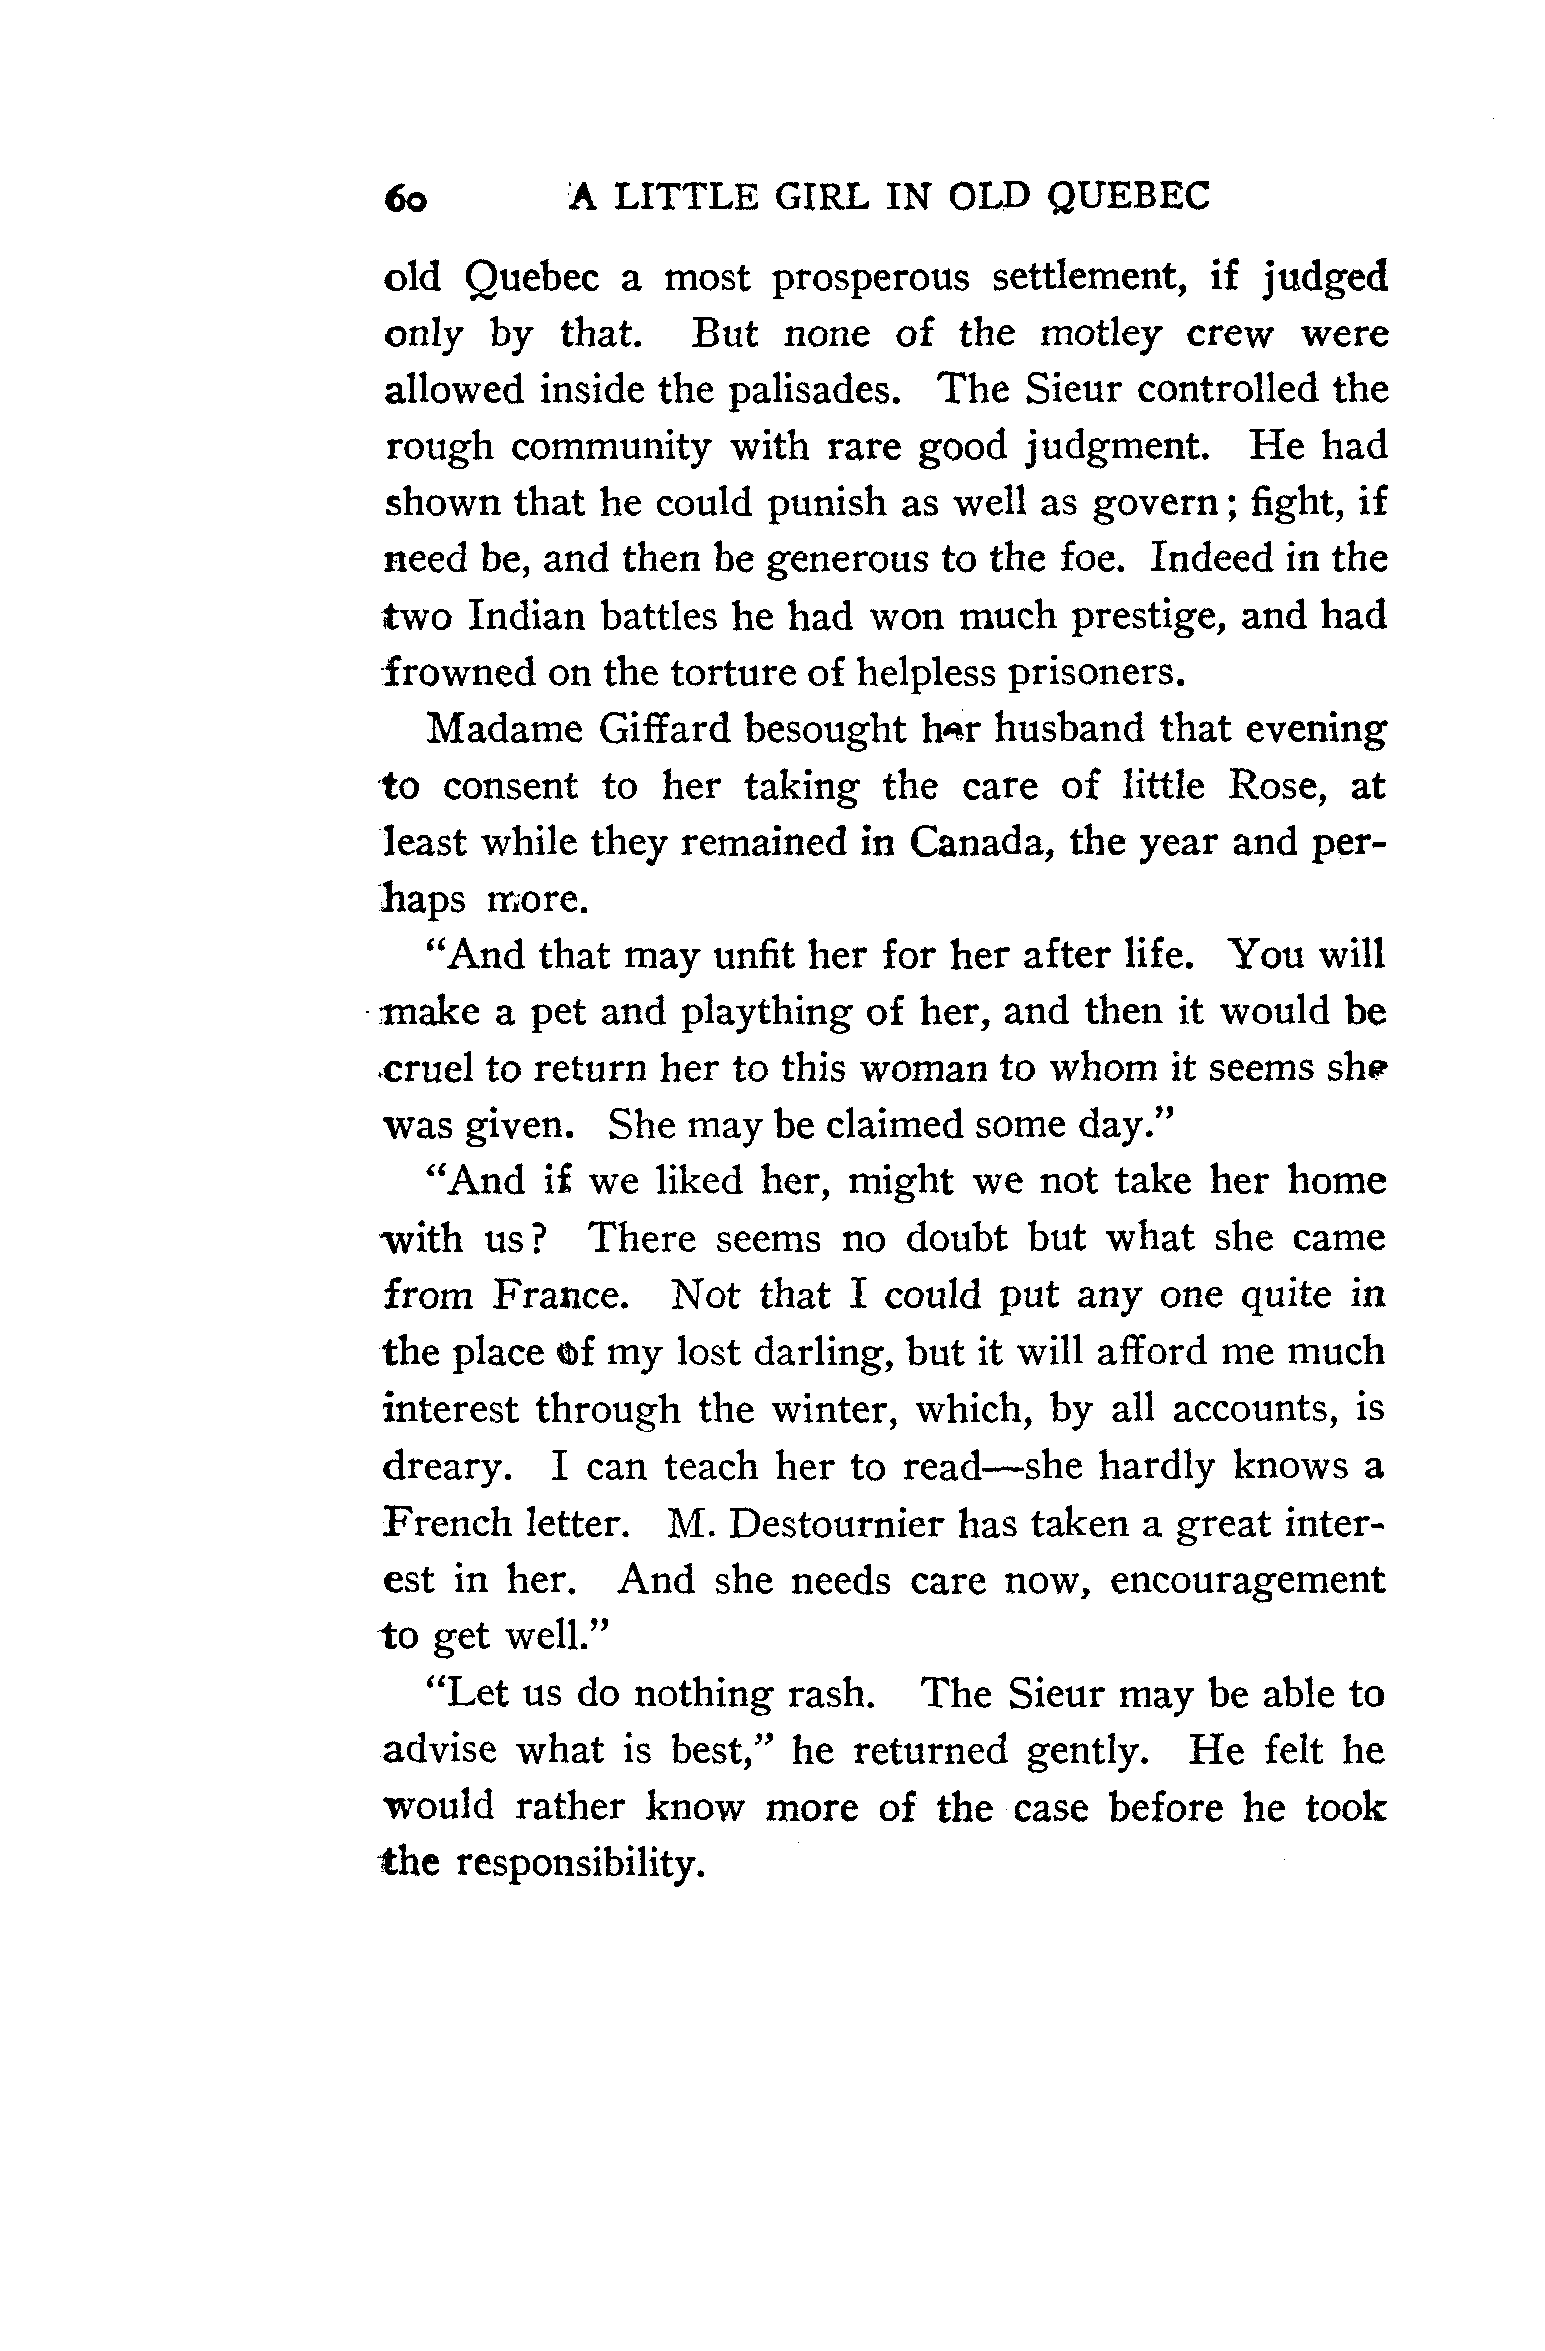 60 A LITTLE GIRL IN OLD QUEBEC
old Quebec a most prosperous settlement, if judged
only by that. But none of the motley crew were
allowed inside the palisades. The Sieur controlled the
rough community with rare good judgment. He had
shown that he could punish as well as govern; fight, if
need be, and then be generous to the foe. Indeed in the
two Indian battles he had won much prestige, and had
frowned on the torture of helpless prisoners.
Madame Giffard besought her husband that evening
to consent to her taking the care of little Rose, at
least while they remained in Canada, the year and per-
haps more.
“And that may unfit her for her after life. You will
make a pet and plaything of her, and then it would be
cruel to return her to this woman to whom it seems she
was given. She may be claimed some day.”
“And if we liked her, might we not take her home
with us? There seems no doubt but what she came
from France. Not that I could put any one quite in
the place of my lost darling, but it will afford me much
interest through the winter, which, by all accounts, is
dreary. I can teach her to read—she hardly knows a
French letter. M. Destournier has taken a great inter-
est in her. And she needs care now, encouragement
to get well.”
“Let us do nothing rash. The Sieur may be able to
advise what is best,” he returned gently. He felt he
would rather know more of the case before he took
the responsibility.